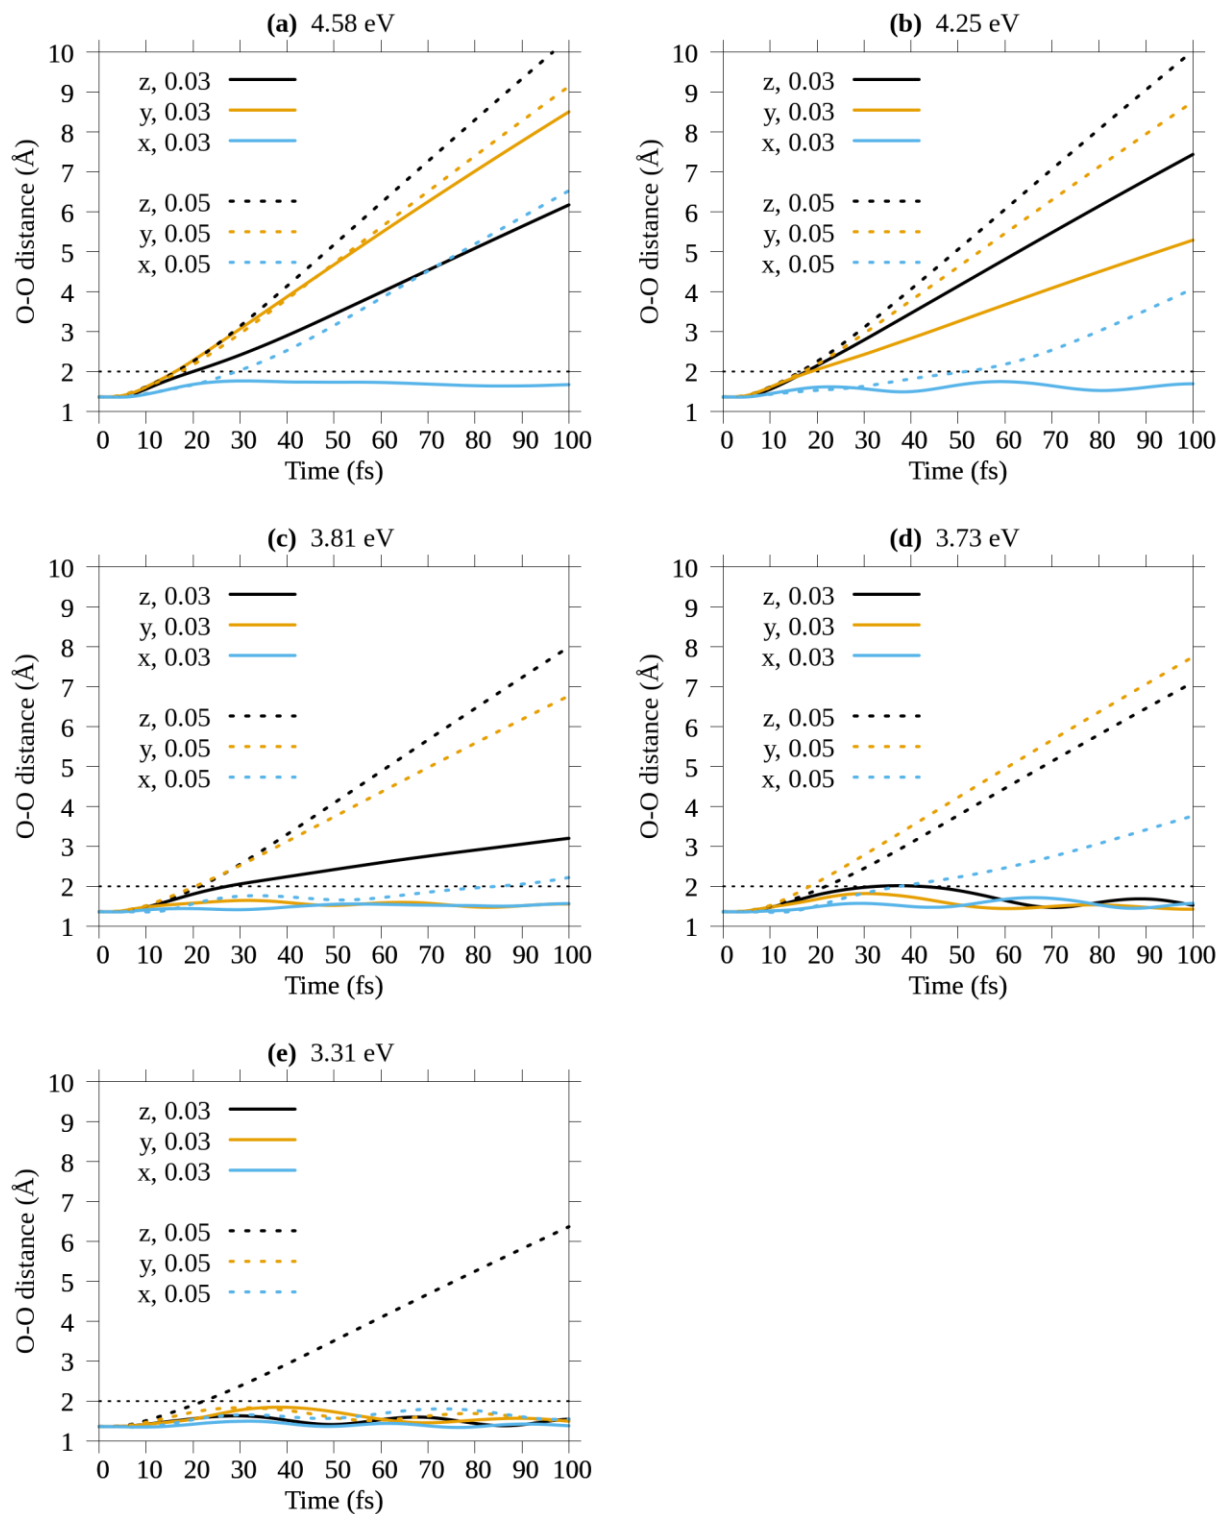 (a) 4.58 eV
10
9
8
7
6
5
4
3
2
1
O-O distance (Å)
z, 0.03
y, 0.03
x, 0.03
z, 0.05
y, 0.05
x, 0.05
0 10 20 30 40 50 60 70 80 90 100
Time (fs)
(b) 4.25 eV
10
9
8
7
6
5
4
3
2
1
O-O distance (Å)
z, 0.03
y, 0.03
x, 0.03
z, 0.05
y, 0.05
x, 0.05
0 10 20 30 40 50 60 70 80 90 100
Time (fs)
(c) 3.81 eV
10
9
8
7
6
5
4
3
2
1
O-O distance (Å)
z, 0.03
y, 0.03
x, 0.03
z, 0.05
y, 0.05
x, 0.05
0 10 20 30 40 50 60 70 80 90 100
Time (fs)
(d) 3.73 eV
10
9
8
7
6
5
4
3
2
1
O-O distance (Å)
z, 0.03
y, 0.03
x, 0.03
z, 0.05
y, 0.05
x, 0.05
0 10 20 30 40 50 60 70 80 90 100
Time (fs)
(e) 3.31 eV
10
9
8
7
6
5
4
3
2
1
O-O distance (Å)
z, 0.03
y, 0.03
x, 0.03
z, 0.05
y, 0.05
x, 0.05
0 10 20 30 40 50 60 70 80 90 100
Time (fs)